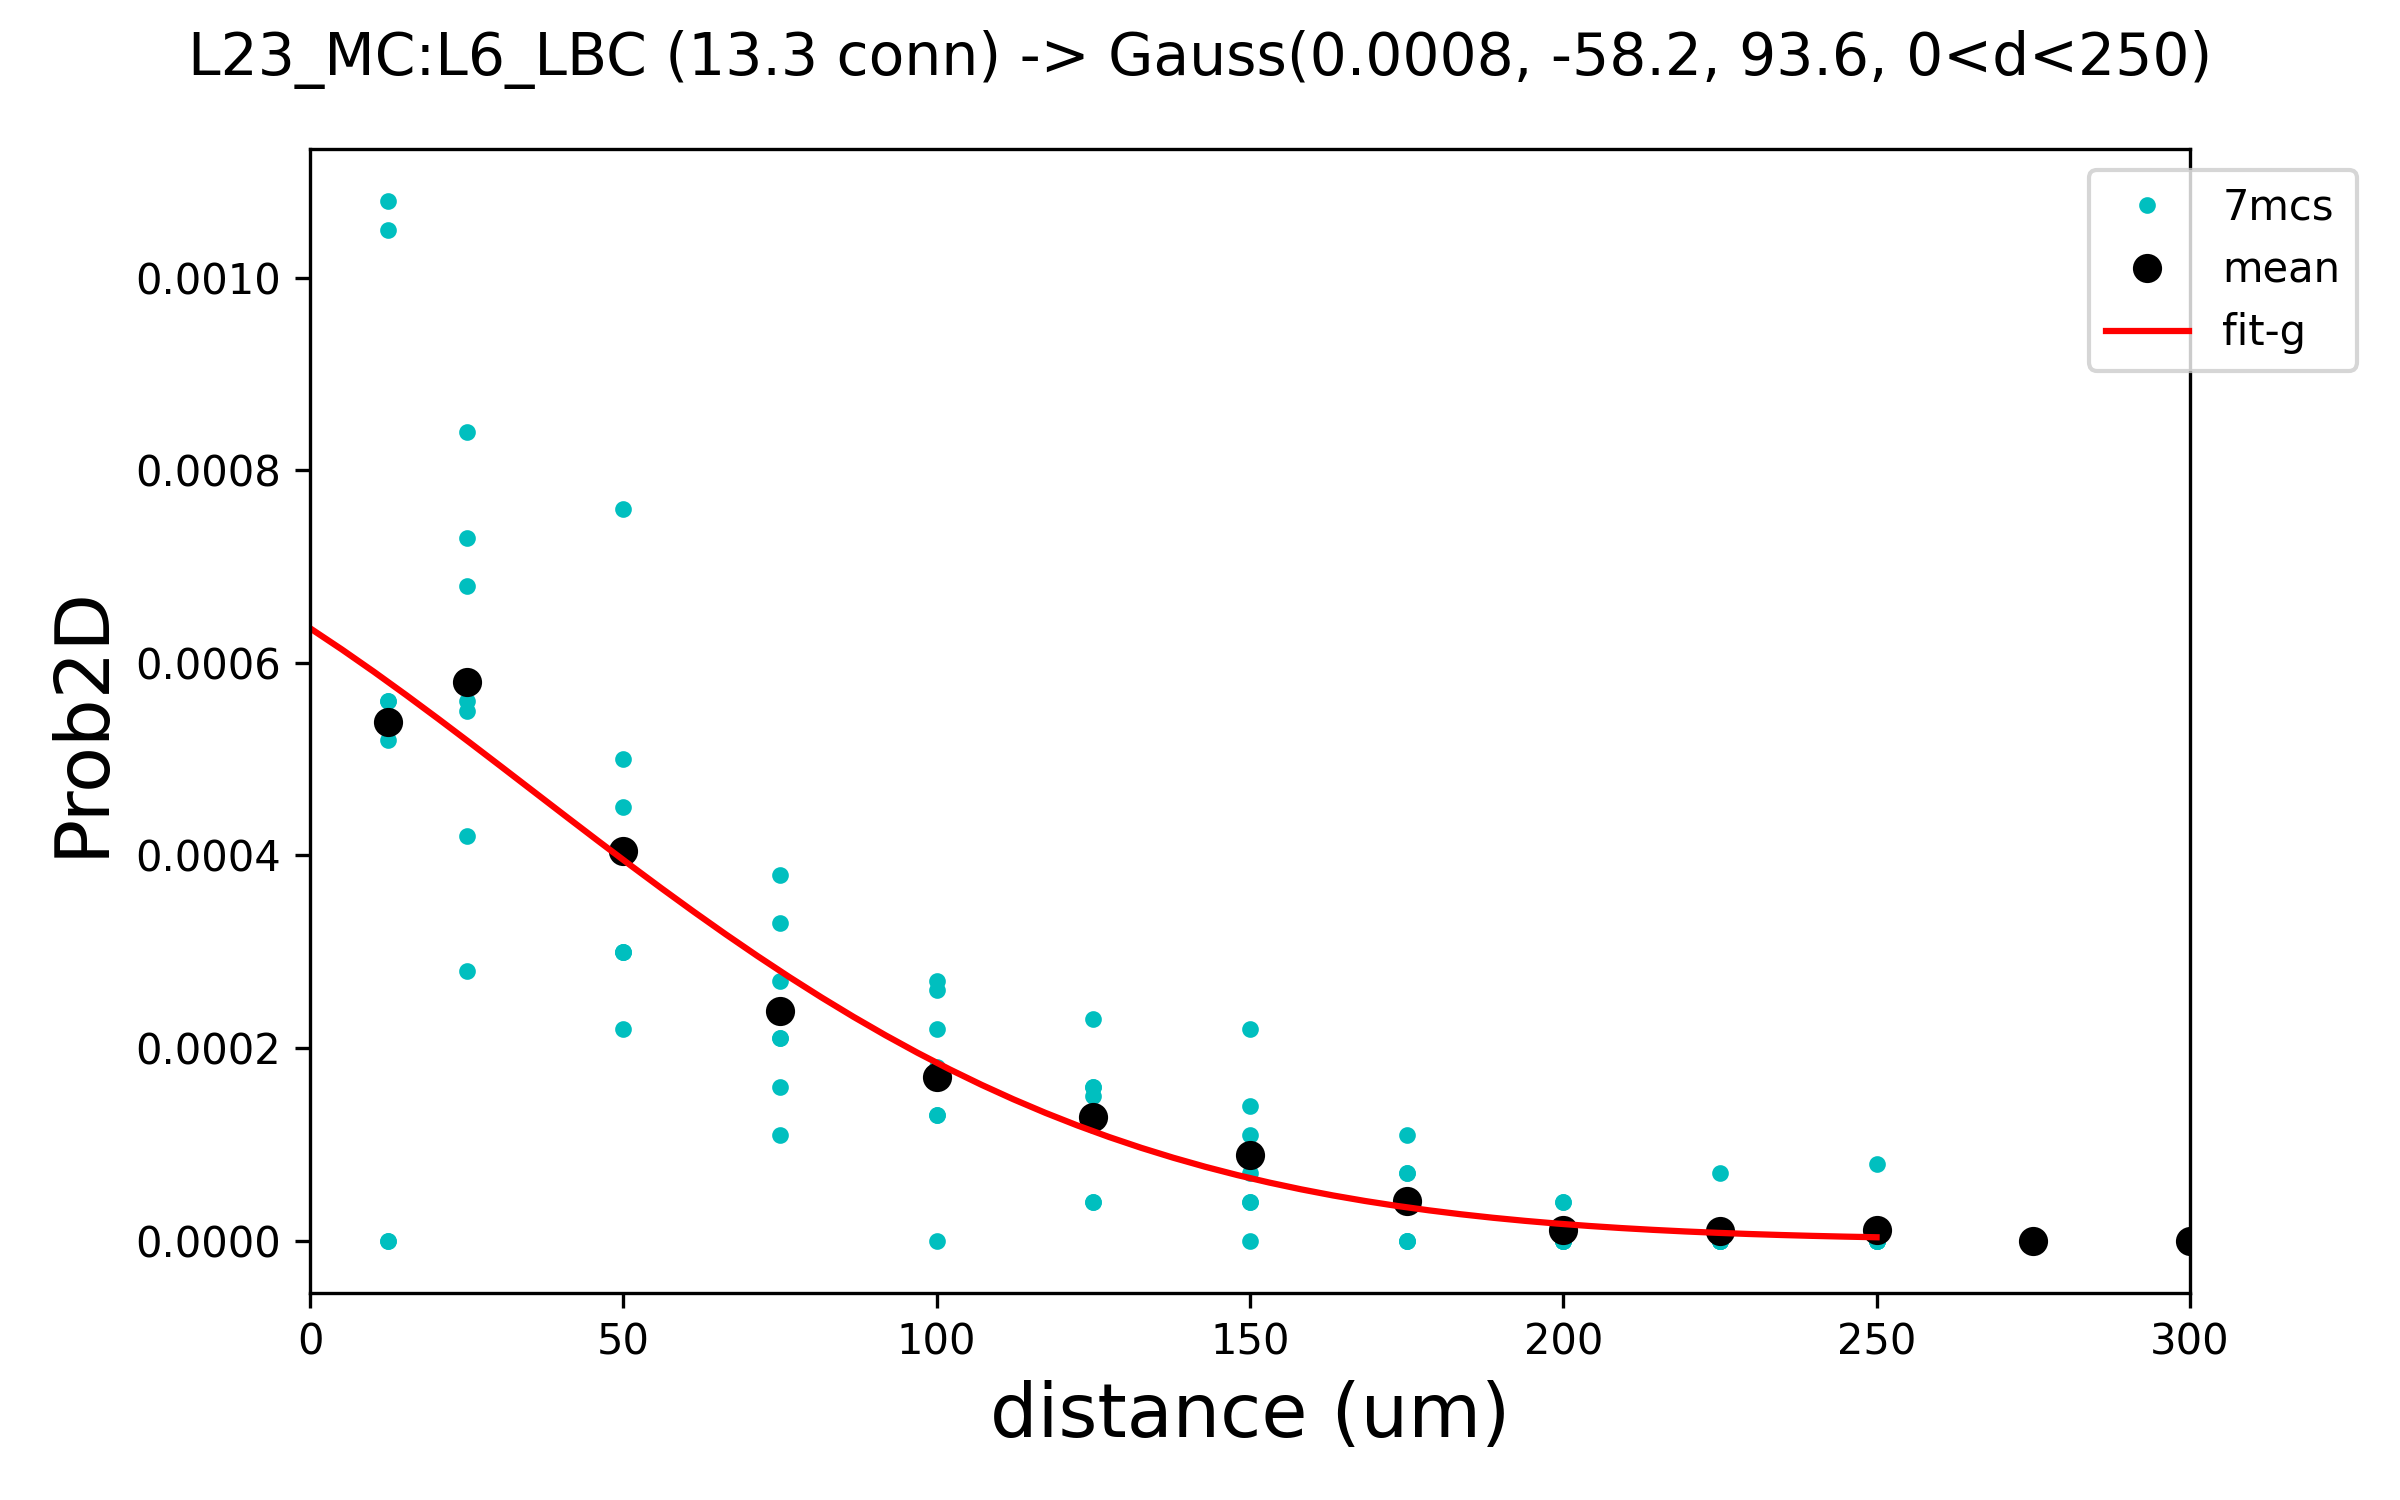 L23_MC:L6_LBC (13.3 conn) -> Gauss(0.0008, -58.2, 93.6, 0<d<250)
7mcs
mean
fit-g
Prob2D
0.0010
0.0008
0.0006
0.0004
0.0002
0.0000
0 50 100 150 200 250 300
distance (um)